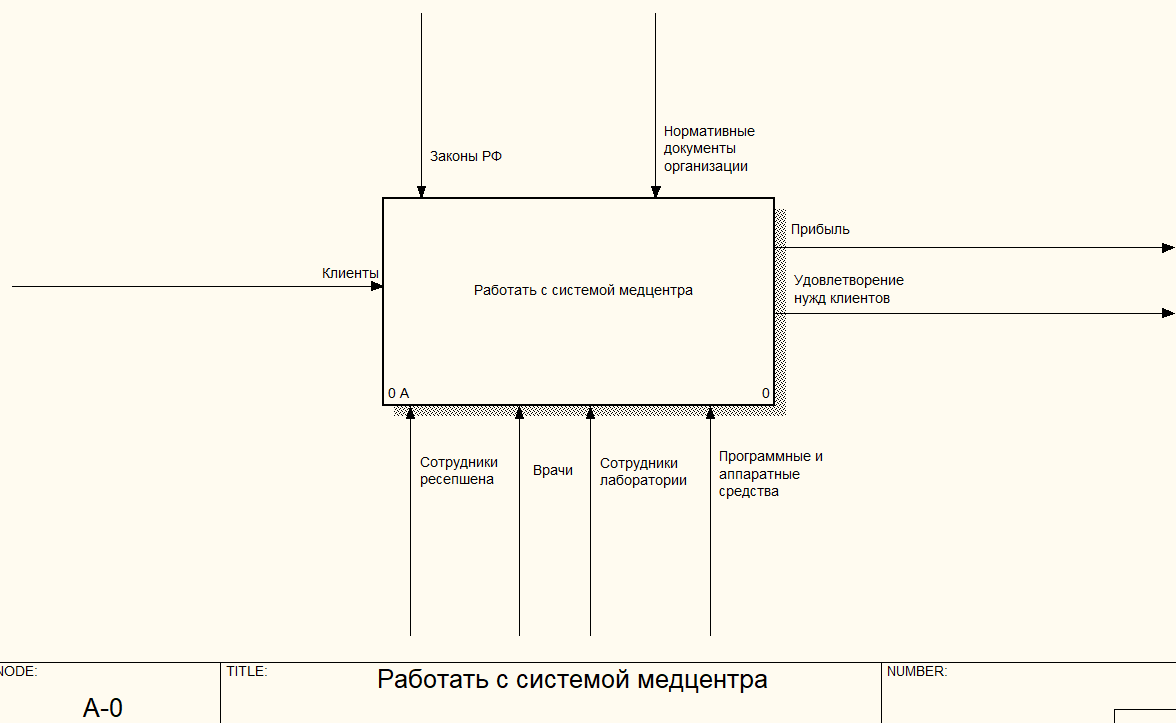 Законы РФ
Нормативные
документы
организации
Прибыль
Клиенты
Удовлетворение
нужд клиентов
Работать с системой медцентра
0 A
0
Сотрудники
ресепшена
Врачи
Сотрудники
лаборатории
Программные и
аппаратные
средства
NODE:
TITLE:
Работать с системой медцентра
NUMBER:
A-0